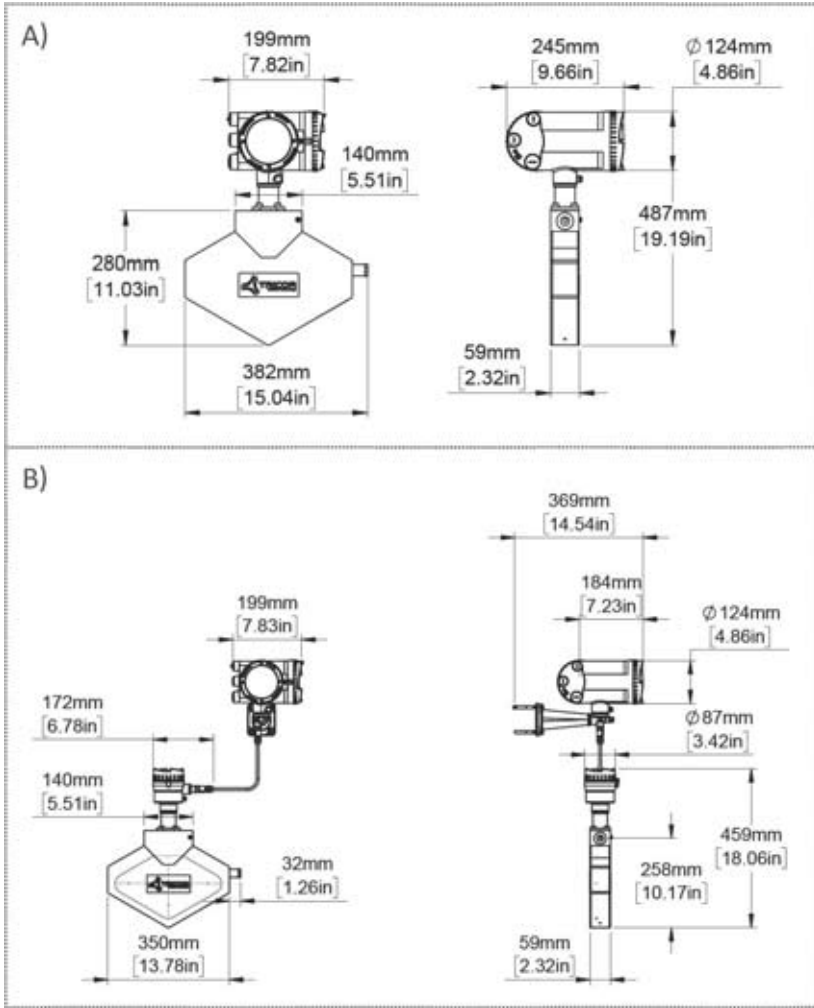 A)
199mm
[7.82in]
245mm
[9.66in]
Ø 124mm
[4.86in]
140mm
[5.51in]
487mm
[19.19in]
280mm
[11.03in]
59mm
[2.32in]
382mm
[15.04in]
B)
369mm
[14.54in]
199mm
[7.83in]
184mm
[7.23in]
Ø 124mm
[4.86in]
172mm
[6.78in]
Ø 87mm
[3.42in]
140mm
[5.51in]
32mm
[1.26in]
258mm
[10.17in]
459mm
[18.06in]
350mm
[13.78in]
59mm
[2.32in]